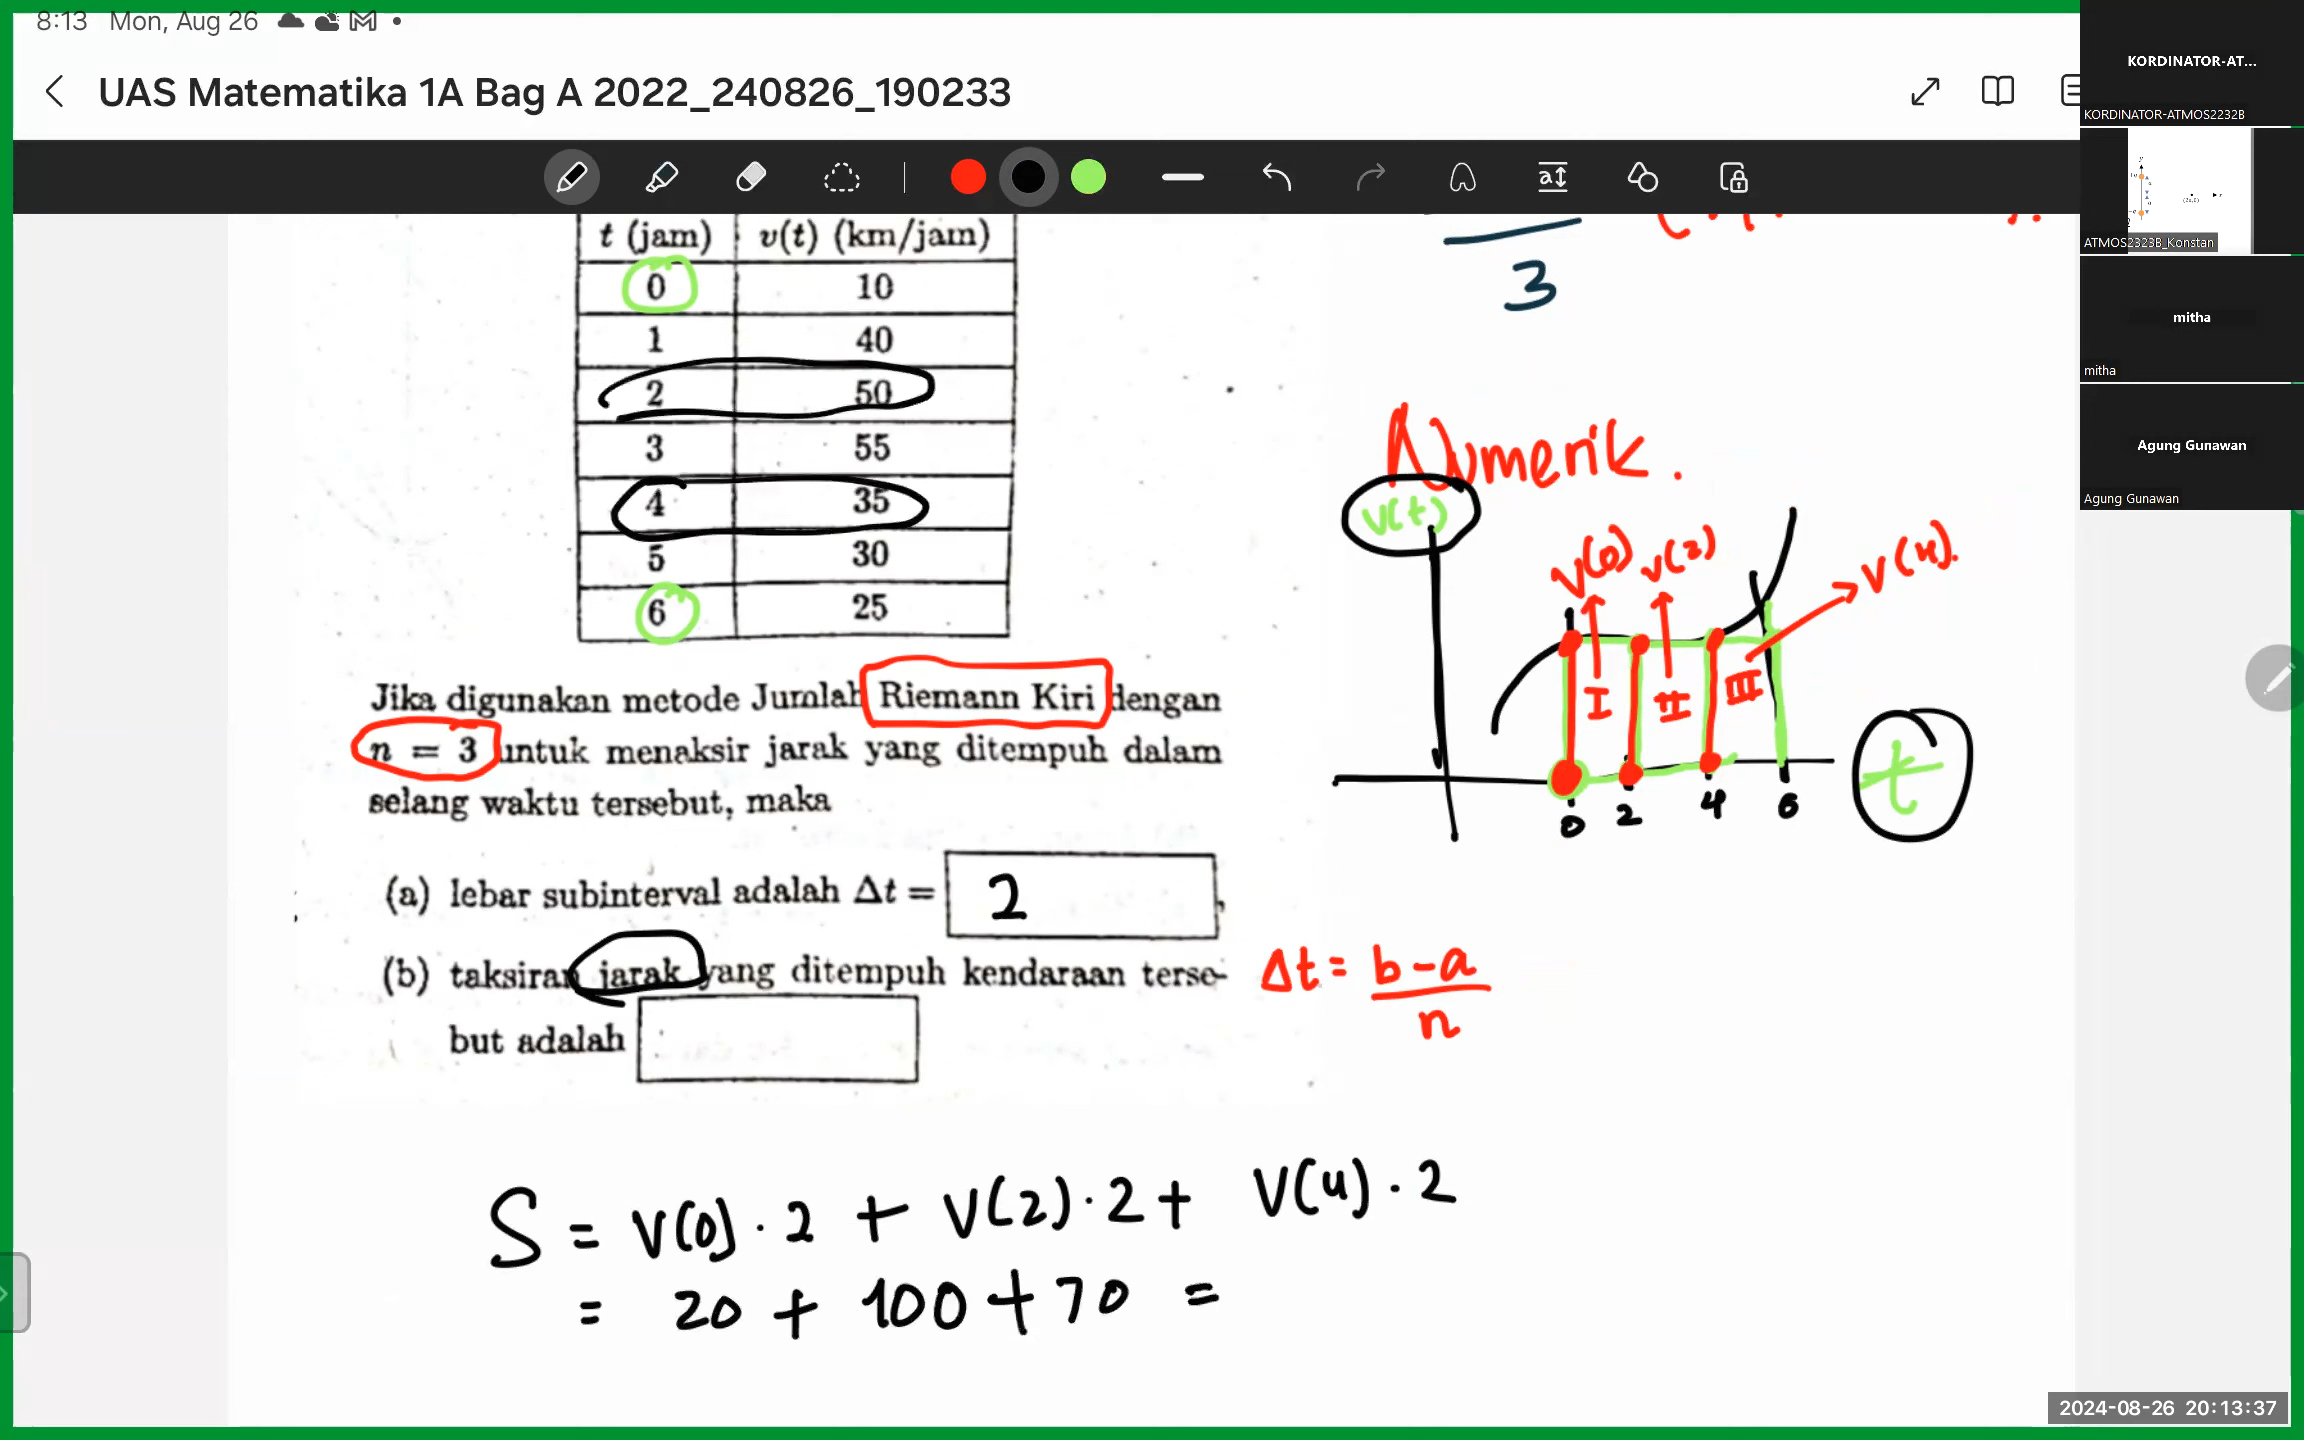 8:13 Mon, Aug 26
UAS Matematika 1A Bag A 2022_240826_190233
KORDINATOR-AT...
KORDINATOR-ATMOS2232B
ATMOS2323B_Konstan
mitha
mitha
Agung Gunawan
Agung Gunawan
t (jam) v(t) (km/jam)
0 10
1 40
2 50
3 55
4 35
5 30
6 25
3
Numerik.
v(t)
v(0) v(2) v(4).
I II III
0 2 4 6
t
Jika digunakan metode Jumlah Riemann Kiri dengan
n = 3 untuk menaksir jarak yang ditempuh dalam
selang waktu tersebut, maka
(a) lebar subinterval adalah Δt = 2,
(b) taksiran jarak yang ditempuh kendaraan terse-
but adalah
Δt = b-a
n
S = V(0) · 2 + V(2) · 2 + V(4) · 2
= 20 + 100 + 70 =
2024-08-26 20:13:37